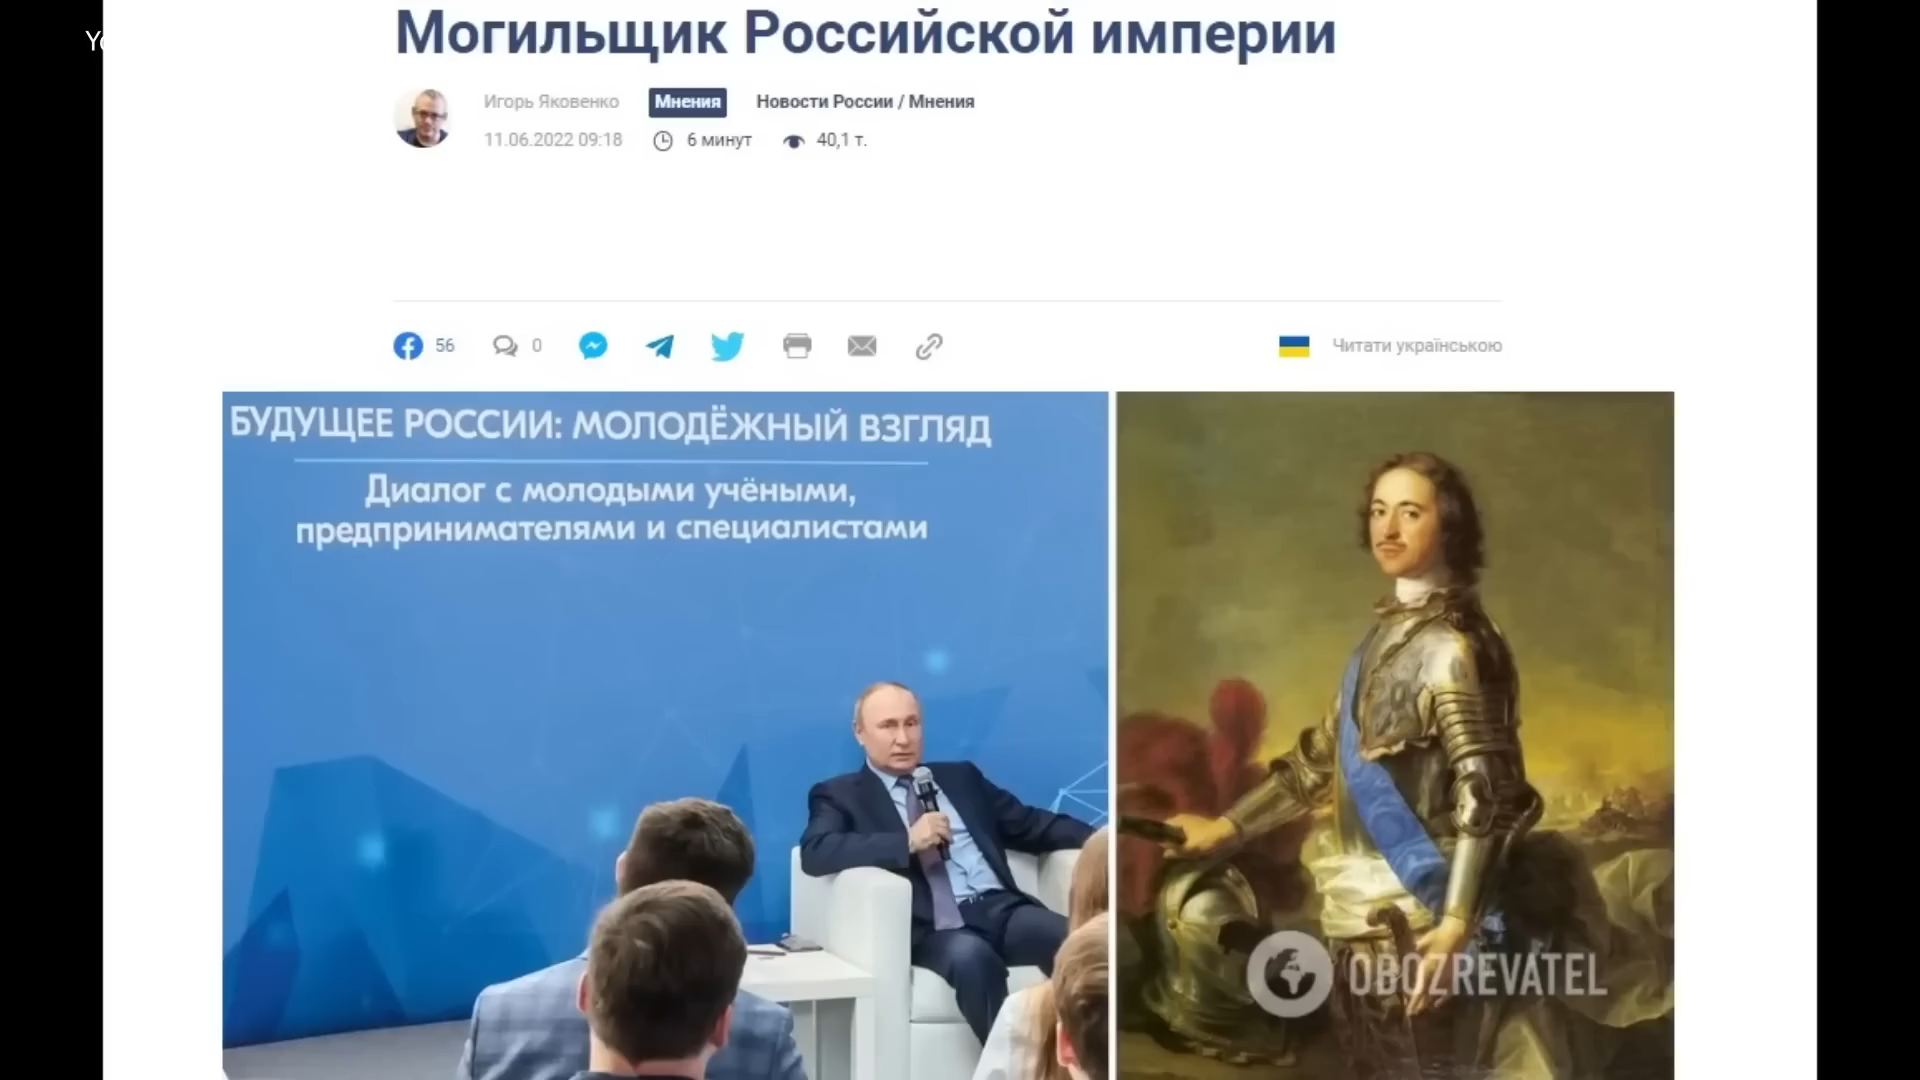 Могильщик Российской империи
Игорь Яковенко
Мнения
Новости России / Мнения
11.06.2022 09:18
6 минут
40,1 т.
56
0
Читати українською
БУДУЩЕЕ РОССИИ: МОЛОДЁЖНЫЙ ВЗГЛЯД
Диалог с молодыми учёными,
предпринимателями и специалистами
OBOZREVATEL